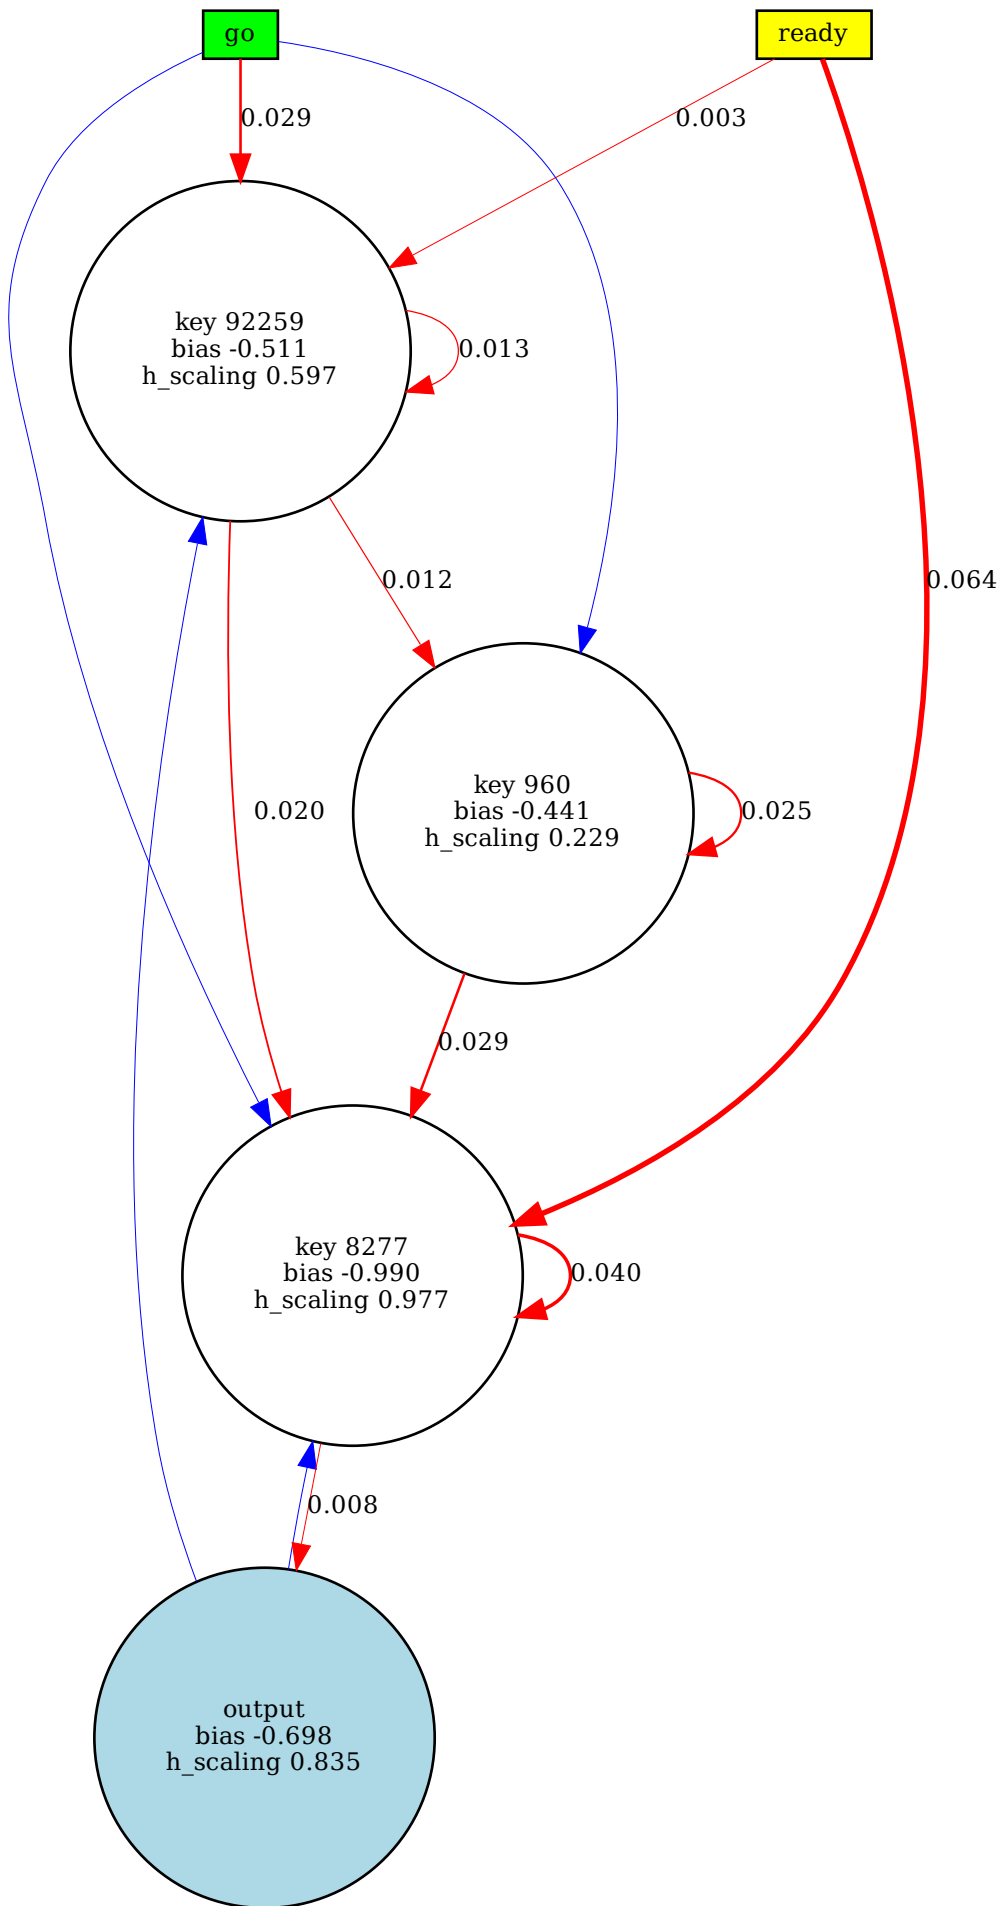 go
ready
0.029
0.003
key 92259
bias -0.511
h_scaling 0.597
0.013
0.012
0.064
key 960
bias -0.441
h_scaling 0.229
0.020
0.025
0.029
key 8277
bias -0.990
h_scaling 0.977
0.040
0.008
output
bias -0.698
h_scaling 0.835